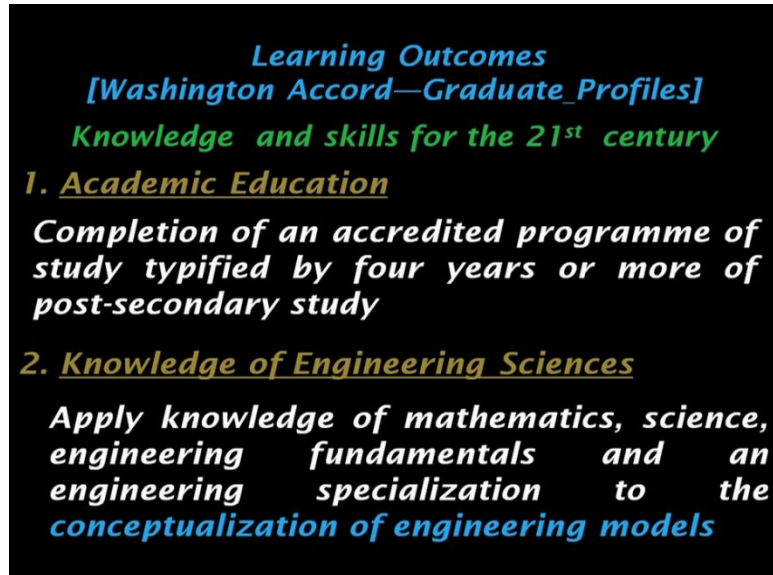 Learning Outcomes
[Washington Accord—Graduate_Profiles]
Knowledge and skills for the 21st century
1. Academic Education
Completion of an accredited programme of
study typified by four years or more of
post-secondary study
2. Knowledge of Engineering Sciences
Apply knowledge of mathematics, science,
engineering fundamentals and an
engineering specialization to the
conceptualization of engineering models